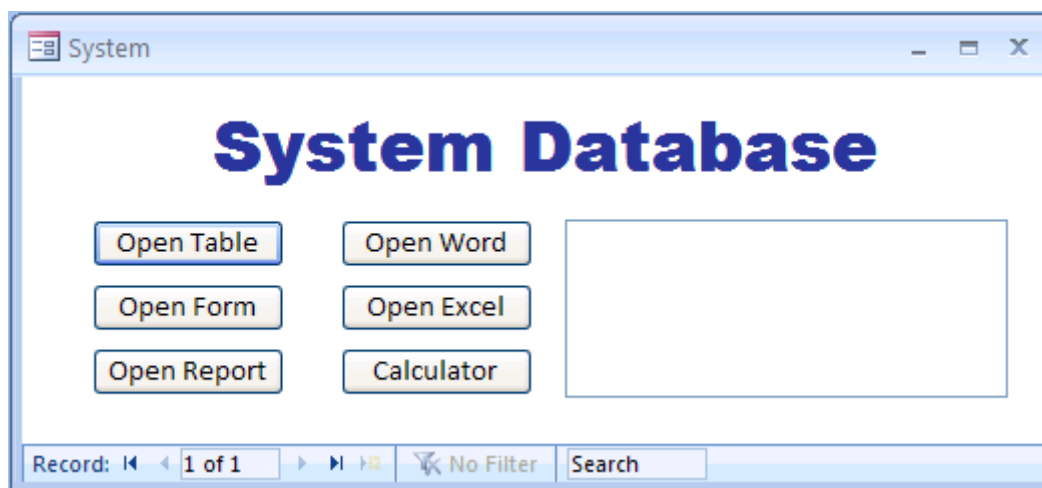 System
System Database
Open Table Open Word
Open Form Open Excel
Open Report Calculator
Record: 1 of 1 No Filter Search